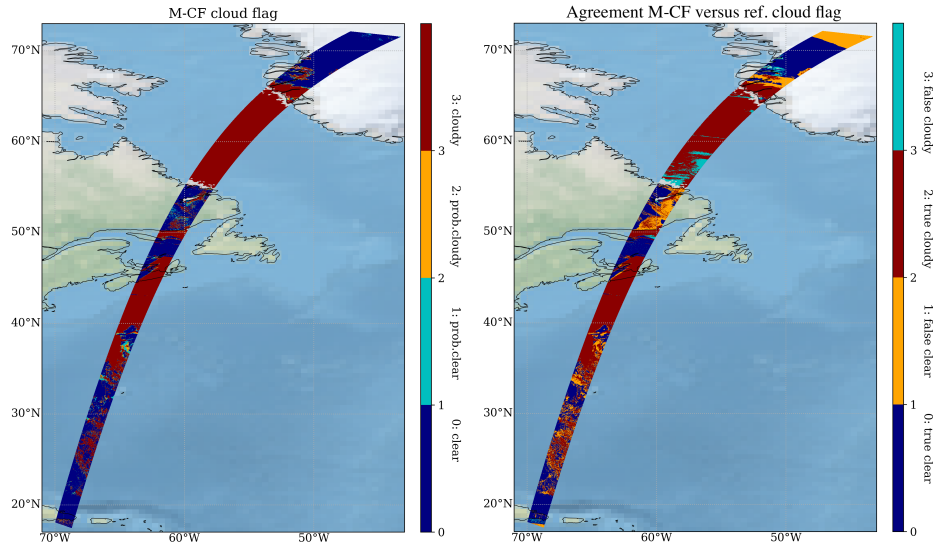 M-CF cloud flag
70°N
60°N
50°N
40°N
30°N
20°N
70°W
60°W
50°W
3
2
1
0
3: cloudy
2: prob.cloudy
1: prob.clear
0: clear
Agreement M-CF versus ref. cloud flag
70°N
60°N
50°N
40°N
30°N
20°N
70°W
60°W
50°W
3
2
1
0
3: false cloudy
2: true cloudy
1: false clear
0: true clear